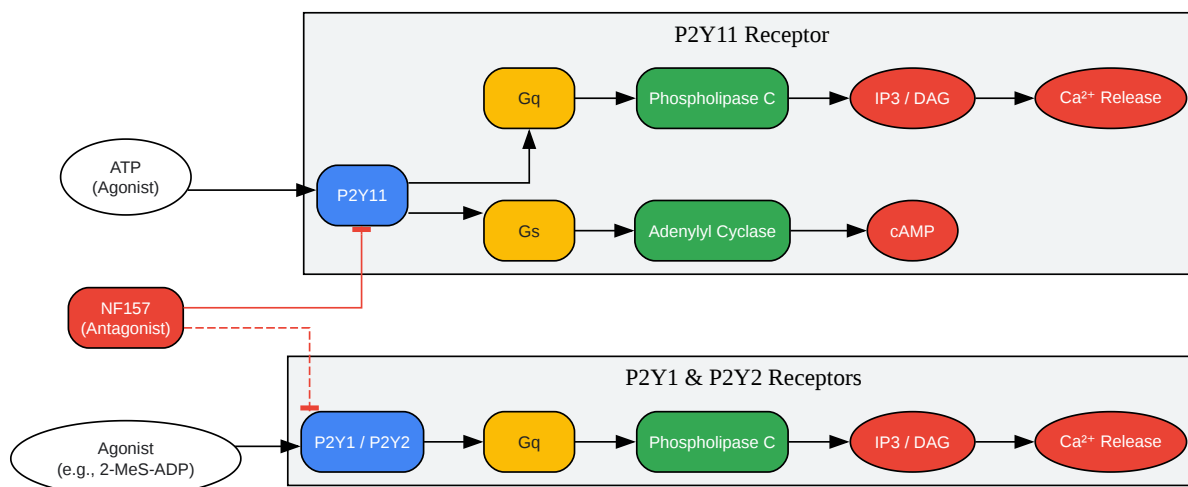 P2Y11 Receptor
Gq
Phospholipase C
IP3 / DAG
Ca²⁺ Release
ATP
(Agonist)
P2Y11
Gs
Adenylyl Cyclase
cAMP
NF157
(Antagonist)
P2Y1 & P2Y2 Receptors
Agonist
(e.g., 2-MeS-ADP)
P2Y1 / P2Y2
Gq
Phospholipase C
IP3 / DAG
Ca²⁺ Release